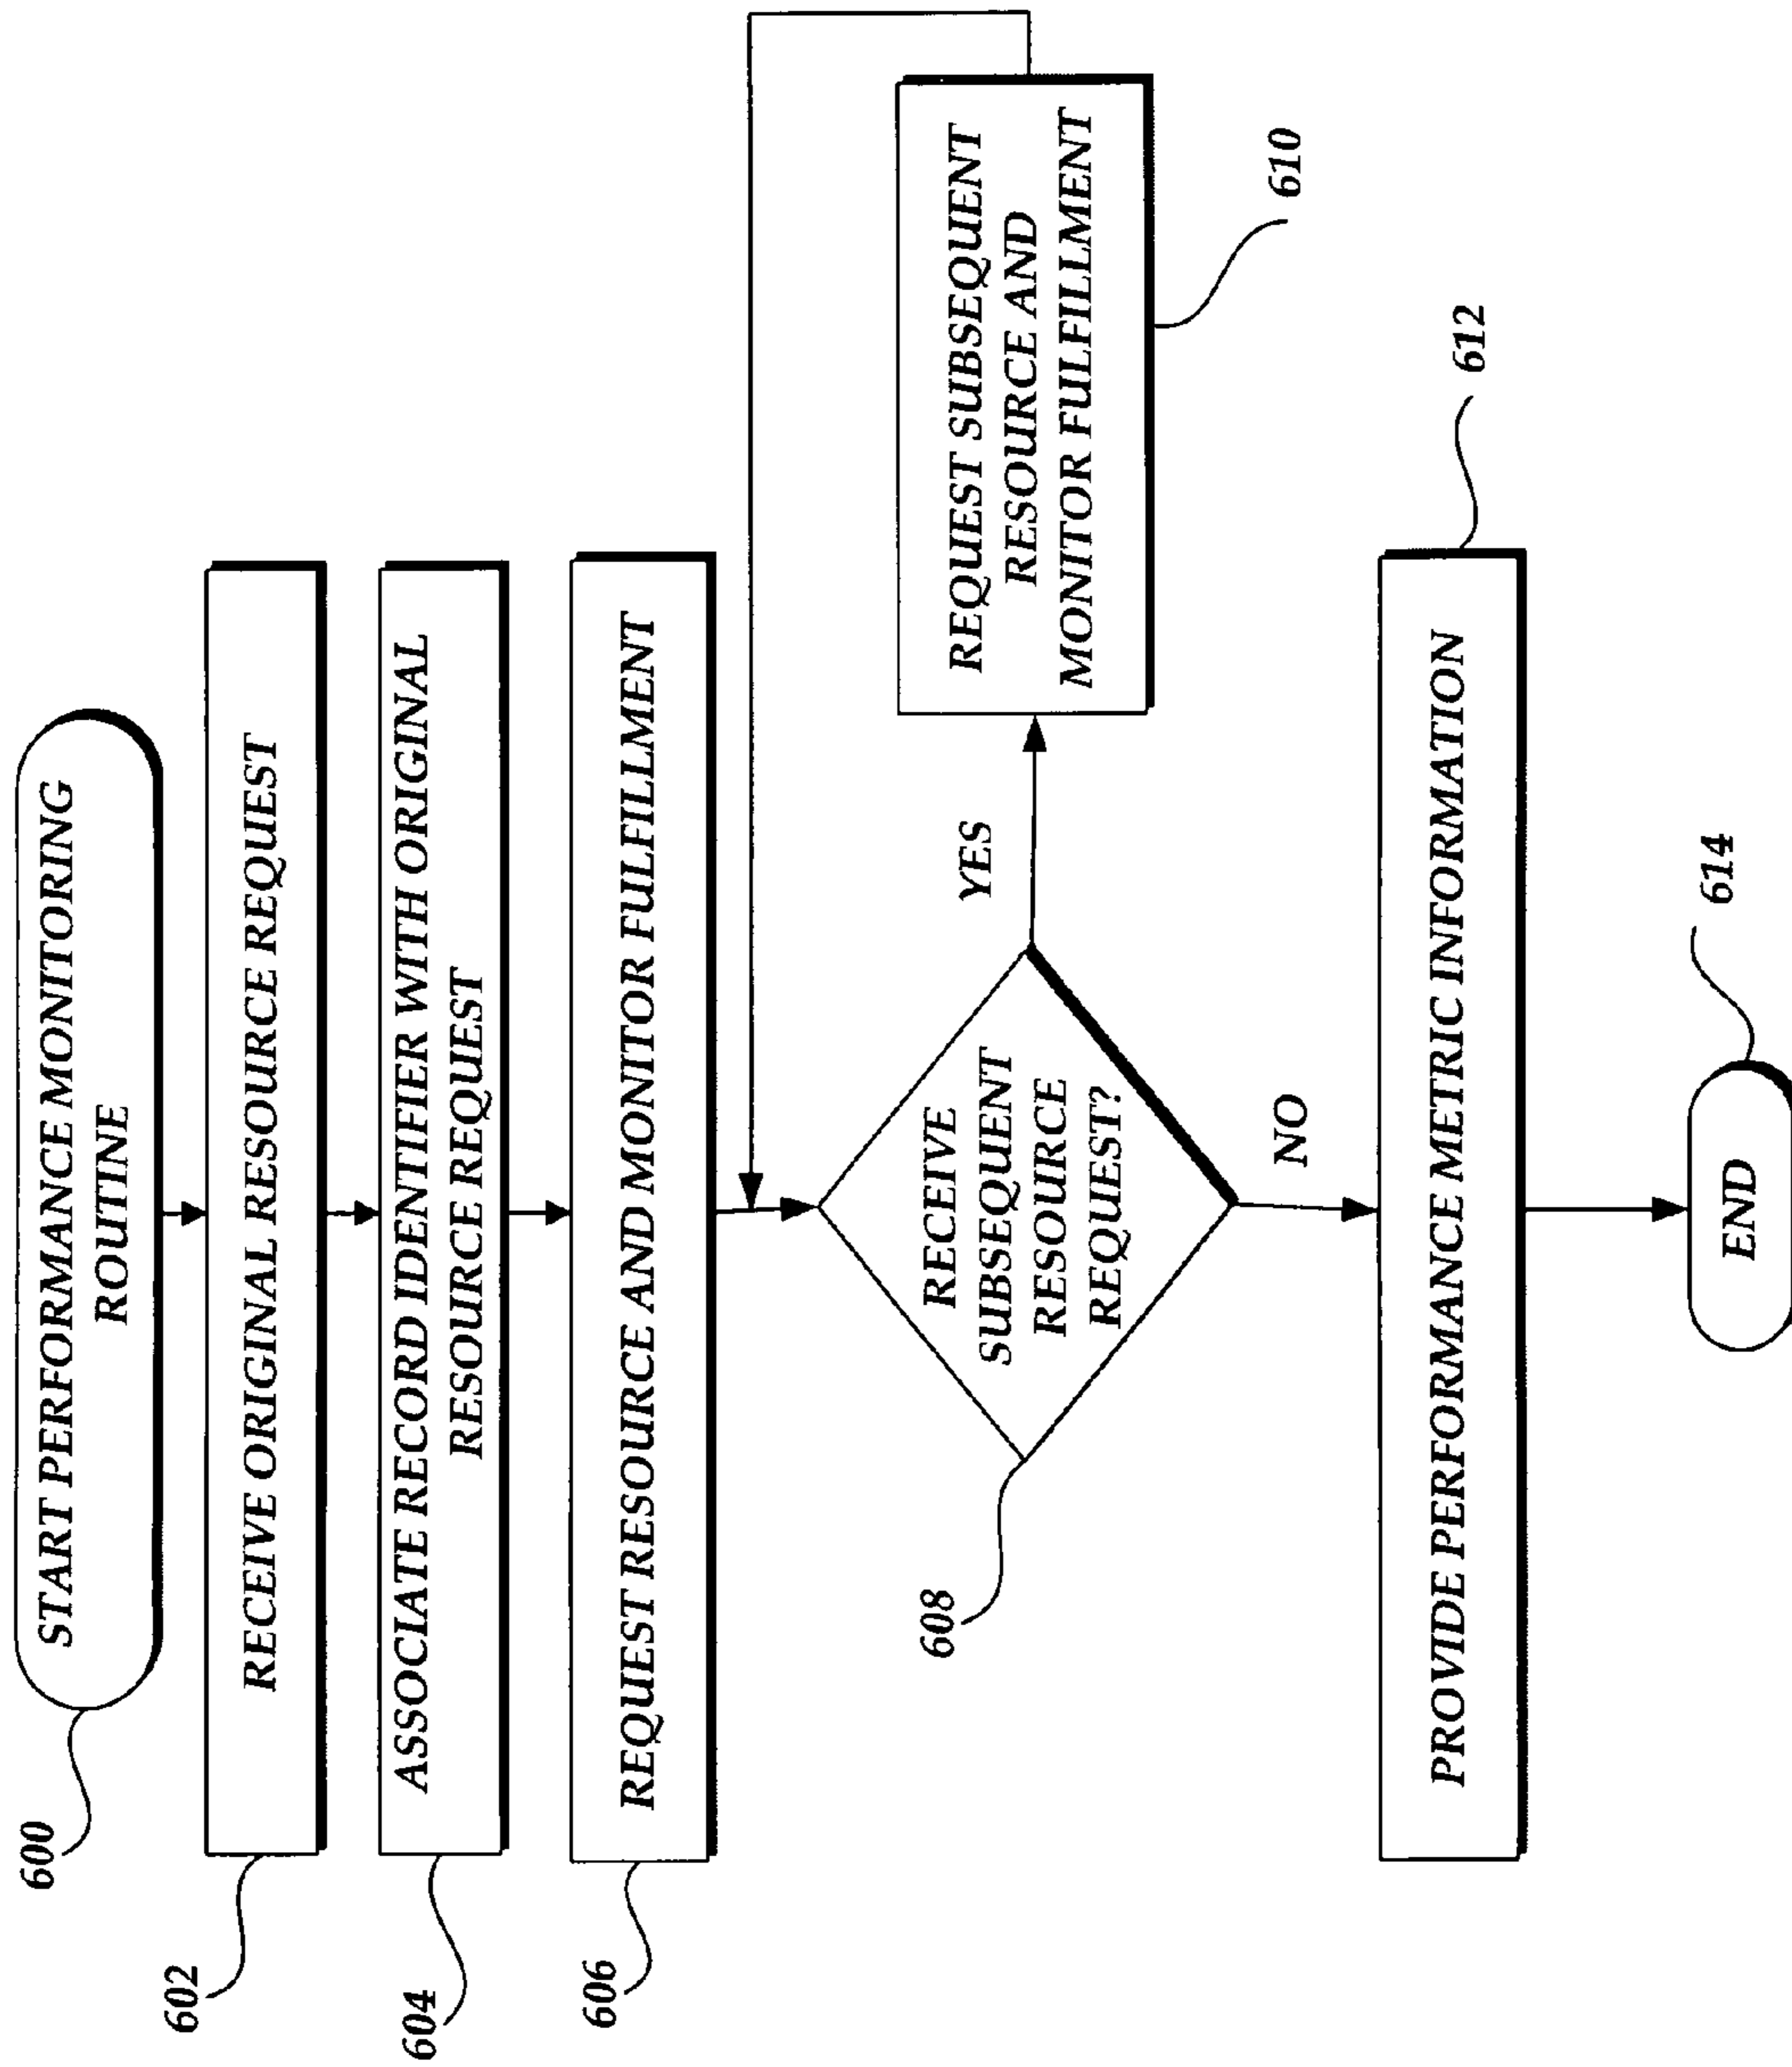 600
START PERFORMANCE MONITORING
ROUTINE
602
RECEIVE ORIGINAL RESOURCE REQUEST
604
ASSOCIATE RECORD IDENTIFIER WITH ORIGINAL
RESOURCE REQUEST
606
REQUEST RESOURCE AND MONITOR FULFILLMENT
608
RECEIVE
SUBSEQUENT
RESOURCE
REQUEST?
YES
REQUEST SUBSEQUENT
RESOURCE AND
MONITOR FULFILLMENT
610
NO
PROVIDE PERFORMANCE METRIC INFORMATION
612
END
614